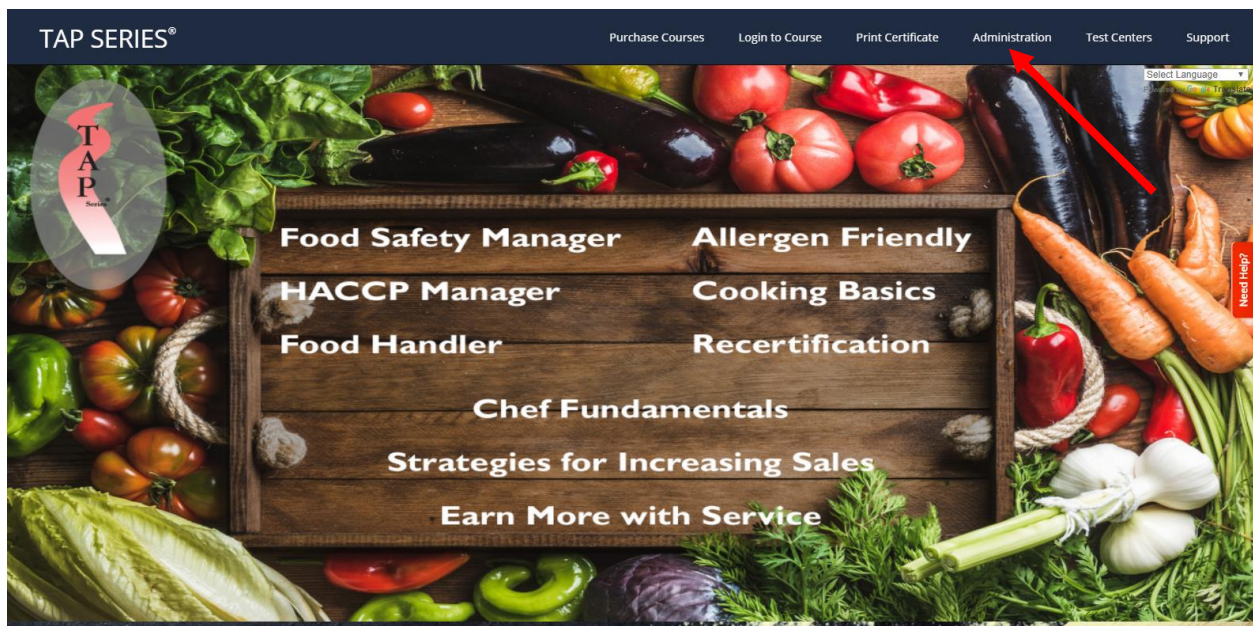 TAP SERIES®
Purchase Courses Login to Course Print Certificate Administration Test Centers Support
Select Language ▼
Translate
T
A
P
Series®
Food Safety Manager Allergen Friendly
HACCP Manager Cooking Basics
Food Handler Recertification
Chef Fundamentals
Strategies for Increasing Sales
Earn More with Service
Need Help?